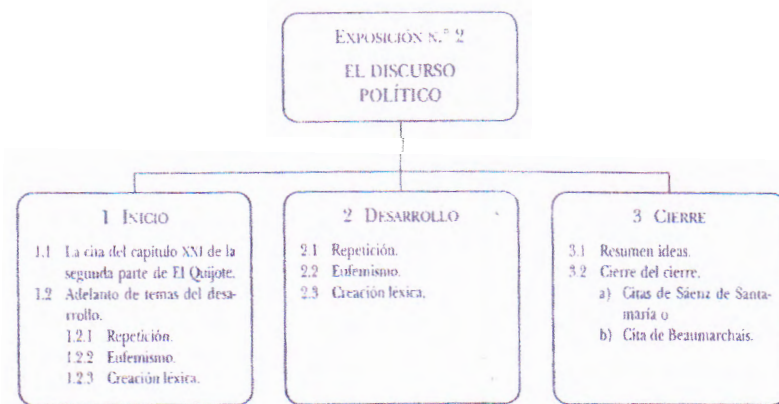 EXPOSICIÓN N.º 2
EL DISCURSO
POLÍTICO
1 INICIO
1.1 La cita del capítulo XXI de la
segunda parte de El Quijote.
1.2 Adelanto de temas del desa-
rrollo.
1.2.1 Repetición.
1.2.2 Eufemismo.
1.2.3 Creación léxica.
2 DESARROLLO
2.1 Repetición.
2.2 Eufemismo.
2.3 Creación léxica.
3 CIERRE
3.1 Resumen ideas.
3.2 Cierre del cierre.
a) Citas de Sáenz de Santa-
maría o
b) Cita de Beaumarchais.